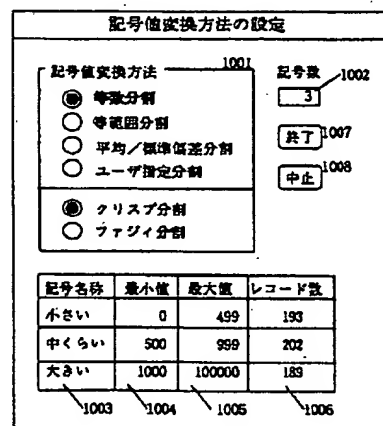 記号値変換方法の設定
記号値変換方法
1001
等数分割
等範囲分割
平均/標準偏差分割
ユーザ指定分割
クリスプ分割
ファジィ分割
記号数
1002
3
終了
1007
中止
1008
記号名称 最小値 最大値 レコード数
小さい 0 499 193
中くらい 500 999 202
大きい 1000 100000 189
1003 1004 1005 1006